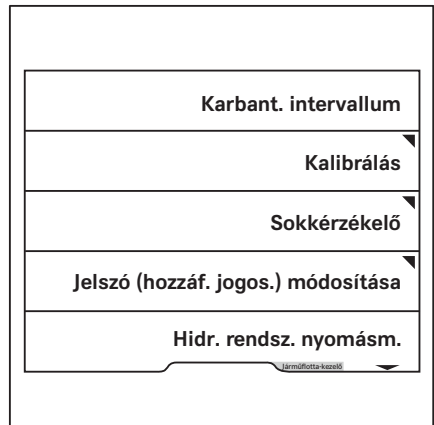 Karbant. intervallum
Kalibrálás
Sokkérzékelő
Jelszó (hozzáf. jogos.) módosítása
Hidr. rendsz. nyomásm.
Járműflotta-kezelő